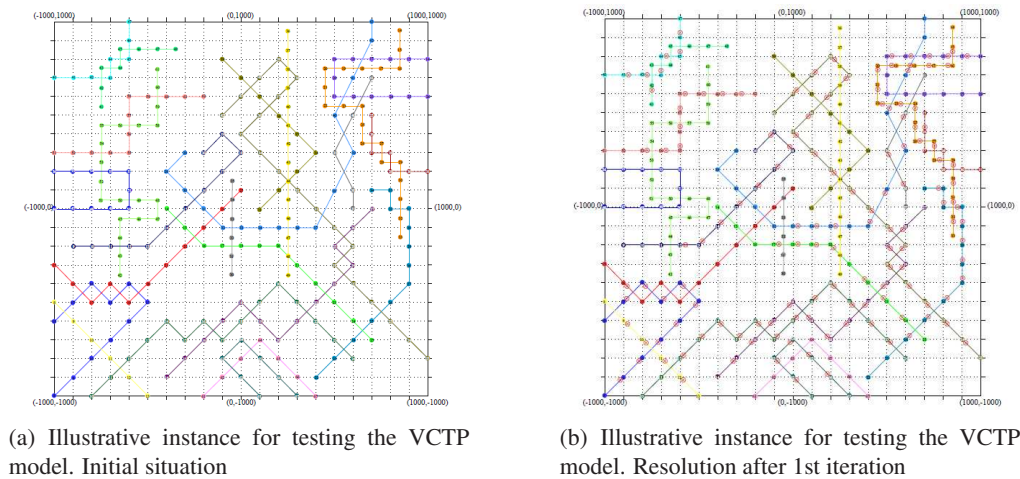 (-1000,1000) (0,1000) (1000,1000)
(-1000,0) (1000,0)
(-1000,-1000) (0,-1000) (1000,-1000)
(a) Illustrative instance for testing the VCTP
model. Initial situation
(-1000,1000) (0,1000) (1000,1000)
(-1000,0) (1000,0)
(-1000,-1000) (0,-1000) (1000,-1000)
(b) Illustrative instance for testing the VCTP
model. Resolution after 1st iteration